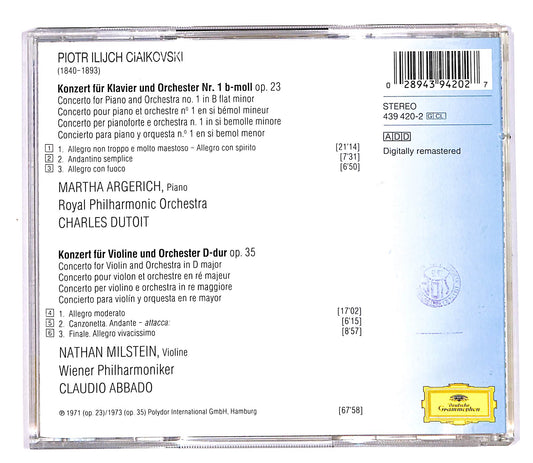 PIOTR ILIJCH CIAIKOVSKI
(1840-1893)
Konzert für Klavier und Orchester Nr. 1 b-moll op. 23
Concerto for Piano and Orchestra no. 1 in B flat minor
Concerto pour piano et orchestre n° 1 en si bémol mineur
Concerto per pianoforte e orchestra n. 1 in si bemolle minore
Concierto para piano y orquesta n.° 1 en si bemol menor
1 1. Allegro non troppo e molto maestoso – Allegro con spirito [21'14]
2 2. Andantino semplice [7'31]
3 3. Allegro con fuoco [6'50]
MARTHA ARGERICH, Piano
Royal Philharmonic Orchestra
CHARLES DUTOIT
Konzert für Violine und Orchester D-dur op. 35
Concerto for Violin and Orchestra in D major
Concerto pour violon et orchestre en ré majeur
Concerto per violino e orchestra in re maggiore
Concierto para violín y orquesta en re mayor
4 1. Allegro moderato [17'02]
5 2. Canzonetta. Andante – attacca: [6'15]
6 3. Finale. Allegro vivacissimo [8'57]
NATHAN MILSTEIN, Violine
Wiener Philharmoniker
CLAUDIO ABBADO
℗ 1971 (op. 23)/1973 (op. 35) Polydor International GmbH, Hamburg [67'58]
0 28943 94202 7
STEREO
439 420-2 G CL
ADD
Digitally remastered
Deutsche
Grammophon